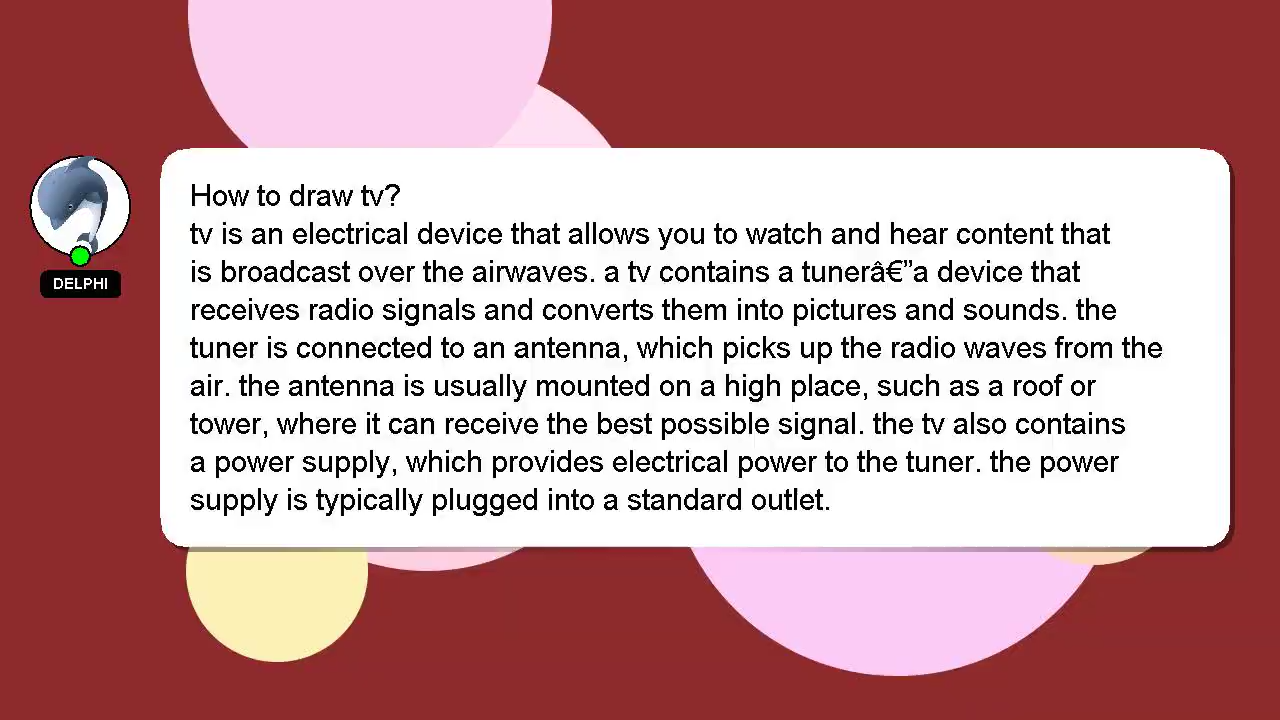 How to draw tv?
tv is an electrical device that allows you to watch and hear content that
is broadcast over the airwaves. a tv contains a tunerâ€”a device that
receives radio signals and converts them into pictures and sounds. the
tuner is connected to an antenna, which picks up the radio waves from the
air. the antenna is usually mounted on a high place, such as a roof or
tower, where it can receive the best possible signal. the tv also contains
a power supply, which provides electrical power to the tuner. the power
supply is typically plugged into a standard outlet.
DELPHI